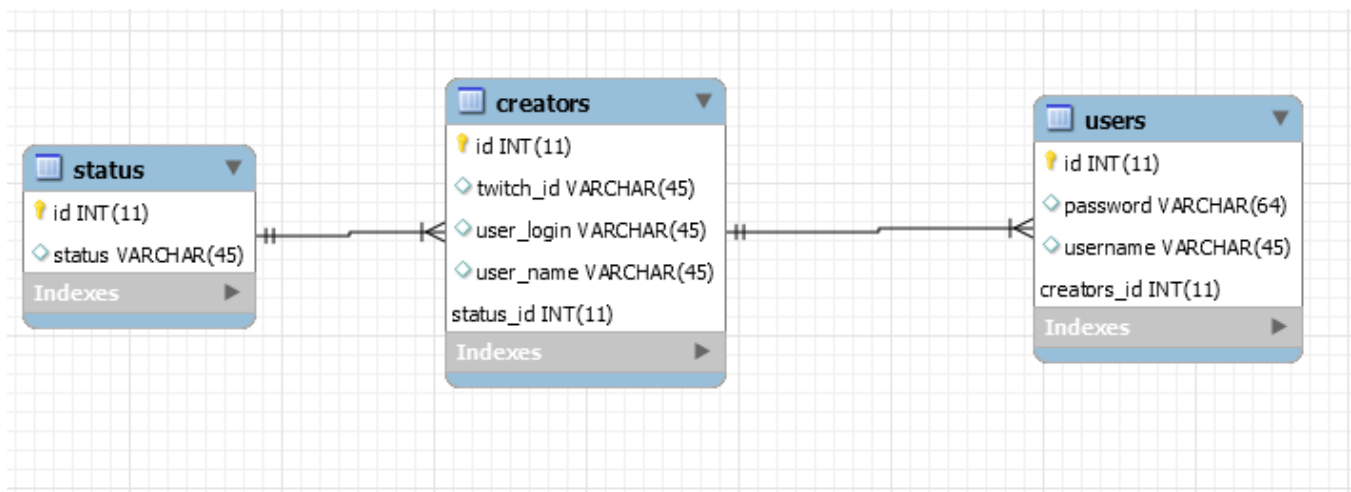 status
id INT(11)
status VARCHAR(45)
Indexes
creators
id INT(11)
twitch_id VARCHAR(45)
user_login VARCHAR(45)
user_name VARCHAR(45)
status_id INT(11)
Indexes
users
id INT(11)
password VARCHAR(64)
username VARCHAR(45)
creators_id INT(11)
Indexes